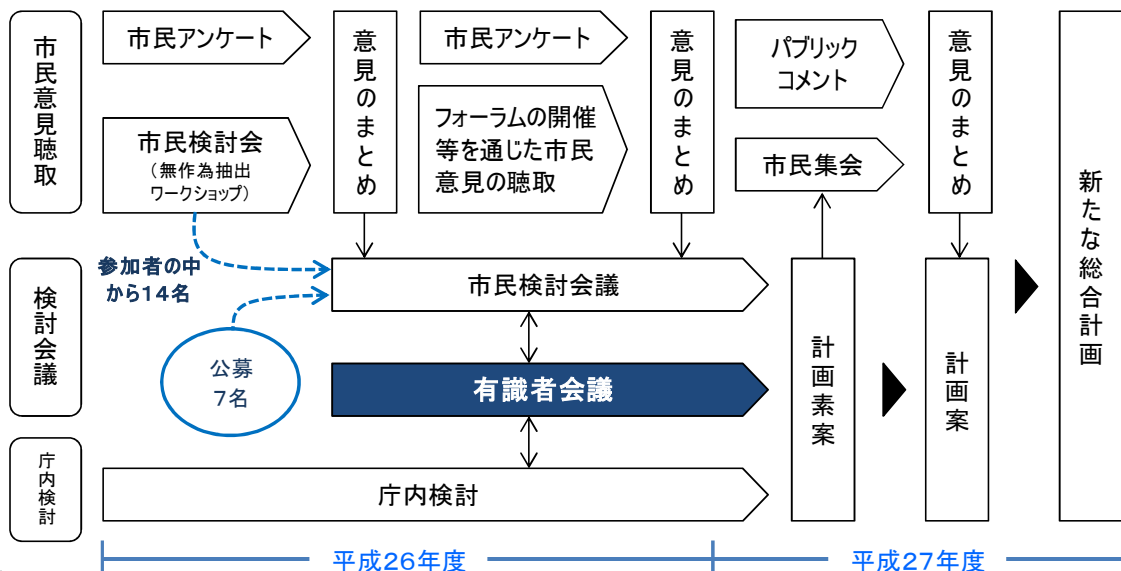 市民意見聴取
市民アンケート
市民検討会
（無作為抽出
ワークショップ）
意見のまとめ
市民アンケート
フォーラムの開催
等を通じた市民
意見の聴取
意見のまとめ
パブリック
コメント
市民集会
意見のまとめ
新たな総合計画
検討会議
参加者の中
から14名
公募
7名
市民検討会議
有識者会議
計画素案
計画案
庁内検討
庁内検討
平成26年度
平成27年度